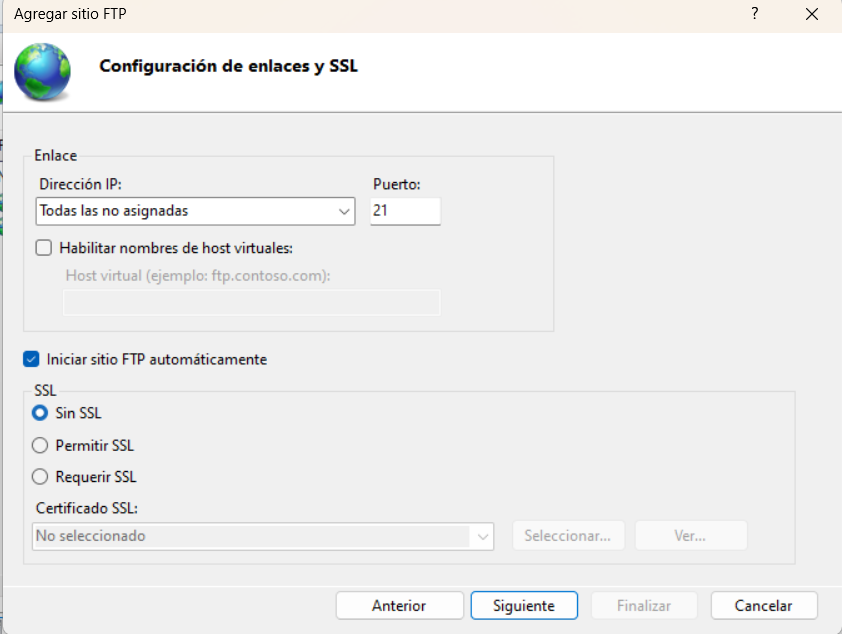 Agregar sitio FTP
?
Configuración de enlaces y SSL
Enlace
Dirección IP: Puerto:
Todas las no asignadas 21
Habilitar nombres de host virtuales:
Host virtual (ejemplo: ftp.contoso.com):
Iniciar sitio FTP automáticamente
SSL
Sin SSL
Permitir SSL
Requerir SSL
Certificado SSL:
No seleccionado Seleccionar... Ver...
Anterior Siguiente Finalizar Cancelar